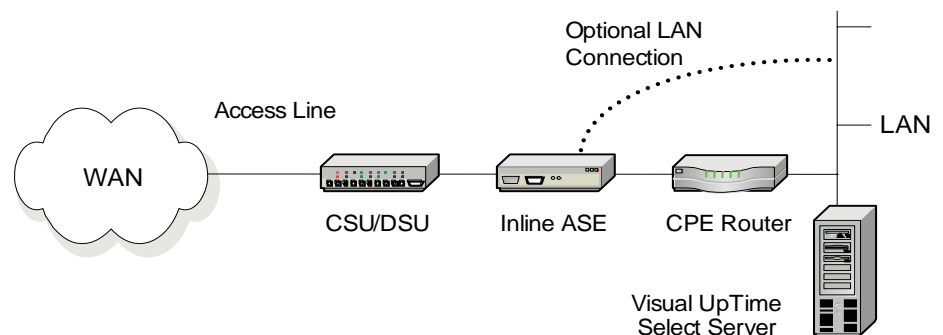 Optional LAN
Connection
Access Line
LAN
WAN
CSU/DSU
Inline ASE
CPE Router
Visual UpTime
Select Server